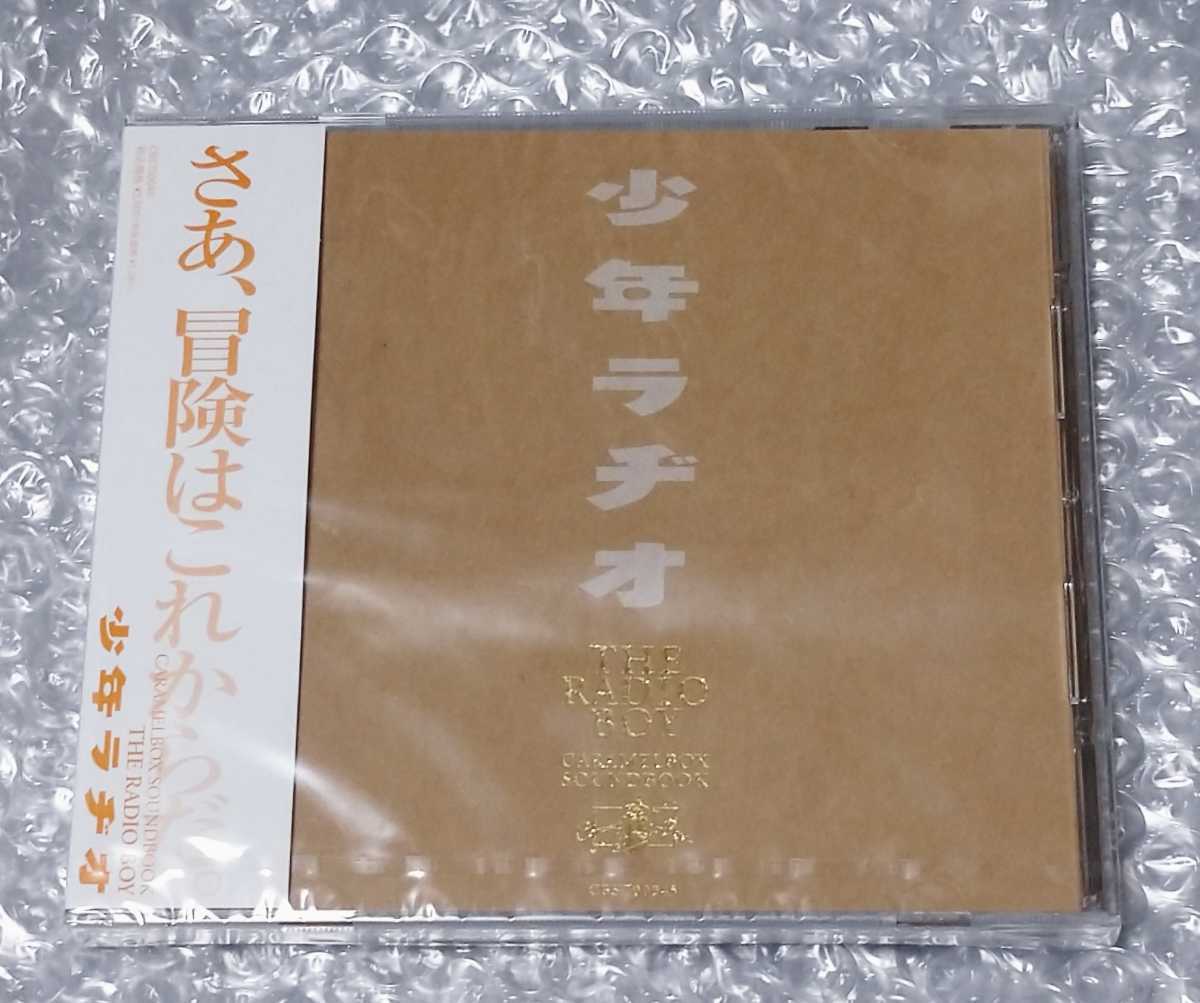 さあ、冒険はこれからだ。
CARAMELBOX SOUNDBOOK
THE RADIO BOY
少年ラヂオ
少年ラヂオ
THE
RADIO
BOY
CARAMELBOX
SOUNDBOOK